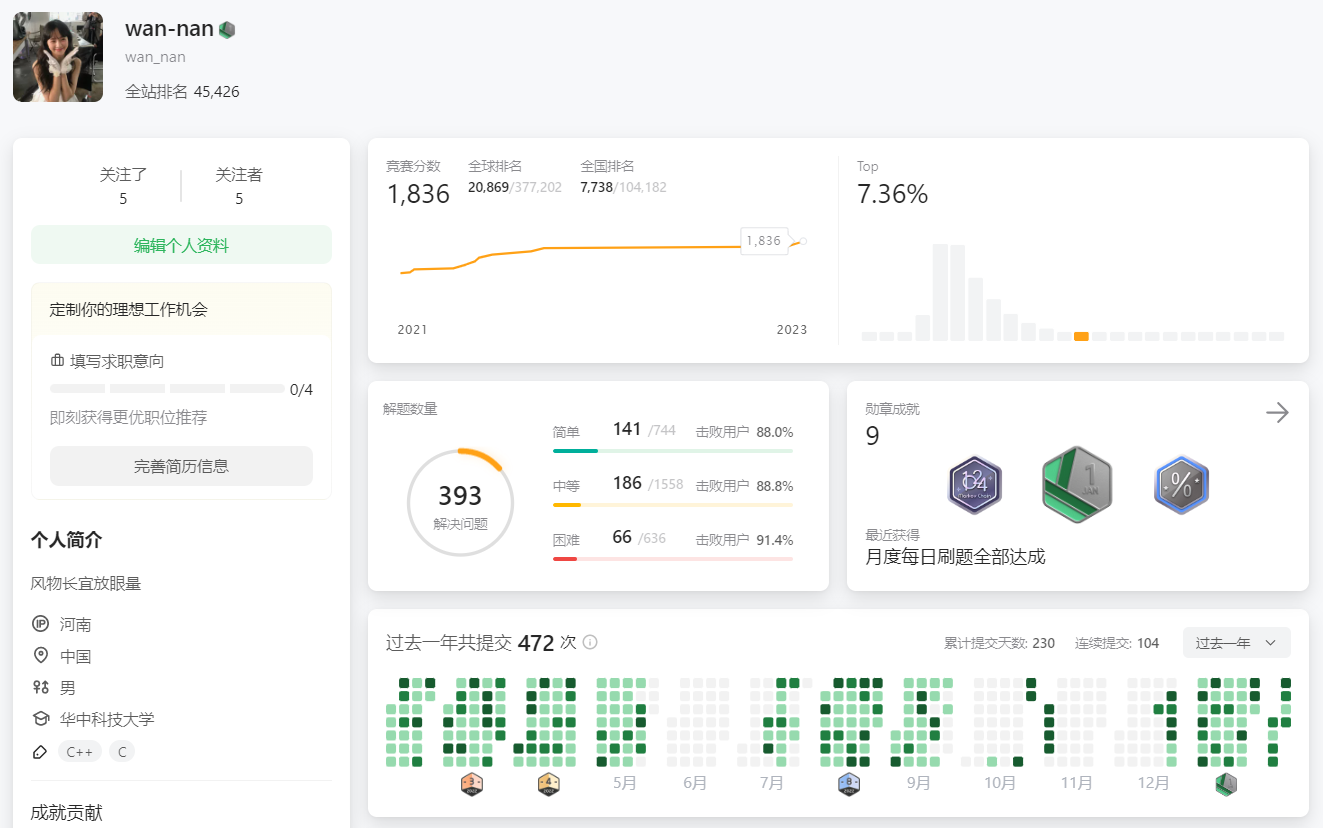 wan-nan
wan_nan
全站排名 45,426
关注了
5
关注者
5
编辑个人资料
定制你的理想工作机会
填写求职意向
0/4
即刻获得更优职位推荐
完善简历信息
个人简介
风物长宜放眼量
IP 河南
中国
男
华中科技大学
C++ C
成就贡献
竞赛分数
1,836
全球排名
20,869/377,202
全国排名
7,738/104,182
1,836
2021 2023
Top
7.36%
解题数量
393
解决问题
简单 141 /744 击败用户 88.0%
中等 186 /1558 击败用户 88.8%
困难 66 /636 击败用户 91.4%
勋章成就
9
1024
Markov Chain
1
JAN
%
最近获得
月度每日刷题全部达成
过去一年共提交 472 次
累计提交天数: 230 连续提交: 104 过去一年
3 4 5月 6月 7月 8 9月 10月 11月 12月